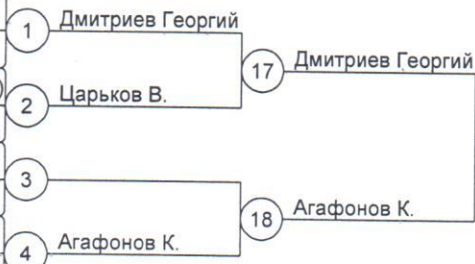 1 Дмитриев Георгий
17 Дмитриев Георгий
2 Царьков В.
3
18 Агафонов К.
4 Агафонов К.